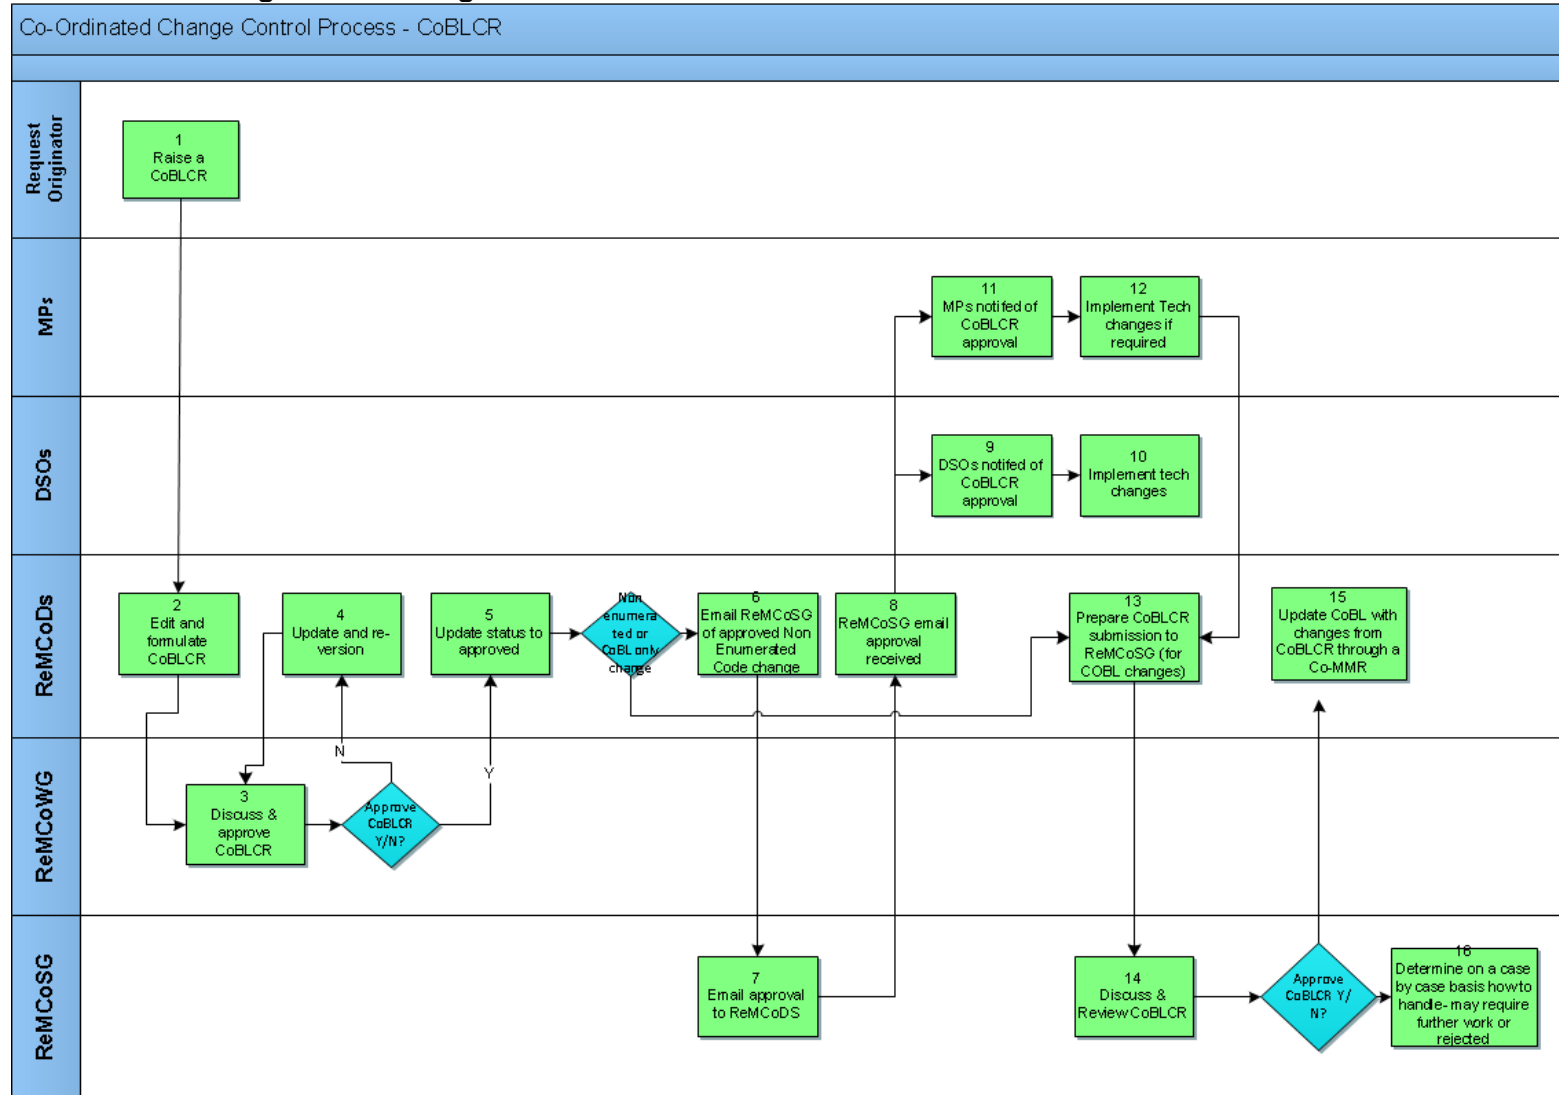 Co-Ordinated Change Control Process - CoBLCR
Request
Originator
1
Raise a
CoBLCR
MPs
11
MPs notifed of
CoBLCR
approval
12
Implement Tech
changes if
required
DSOs
9
DSOs notifed of
CoBLCR
approval
10
Implement tech
changes
ReMCoDs
2
Edit and
formulate
CoBLCR
4
Update and re-
version
5
Update status to
approved
Non
enumera
ted or
CoBL only
change
6
Email ReMCoSG
of approved Non
Enumerated
Code change
8
ReMCoSG email
approval
received
13
Prepare CoBLCR
submission to
ReMCoSG (for
COBL changes)
15
Update CoBL with
changes from
CoBLCR through a
Co-MMR
N
Y
ReMCoWG
3
Discuss &
approve
CoBLCR
Approve
CoBLCR
Y/N?
ReMCoSG
7
Email approval
to ReMCoDS
14
Discuss &
Review CoBLCR
Approve
CoBLCR Y/
N?
16
Determine on a case
by case basis how to
handle- may require
further work or
rejected